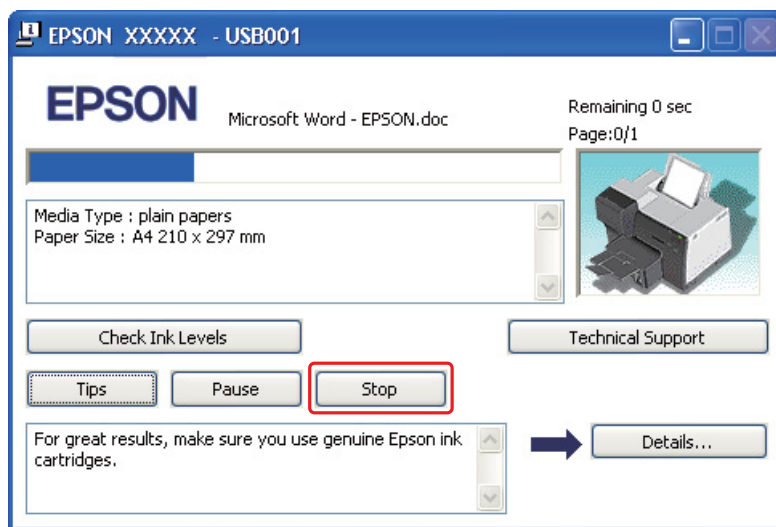 EPSON XXXXX - USB001
EPSON
Microsoft Word - EPSON.doc
Remaining 0 sec
Page:0/1
Media Type : plain papers
Paper Size : A4 210 x 297 mm
Check Ink Levels
Technical Support
Tips
Pause
Stop
For great results, make sure you use genuine Epson ink
cartridges.
Details...